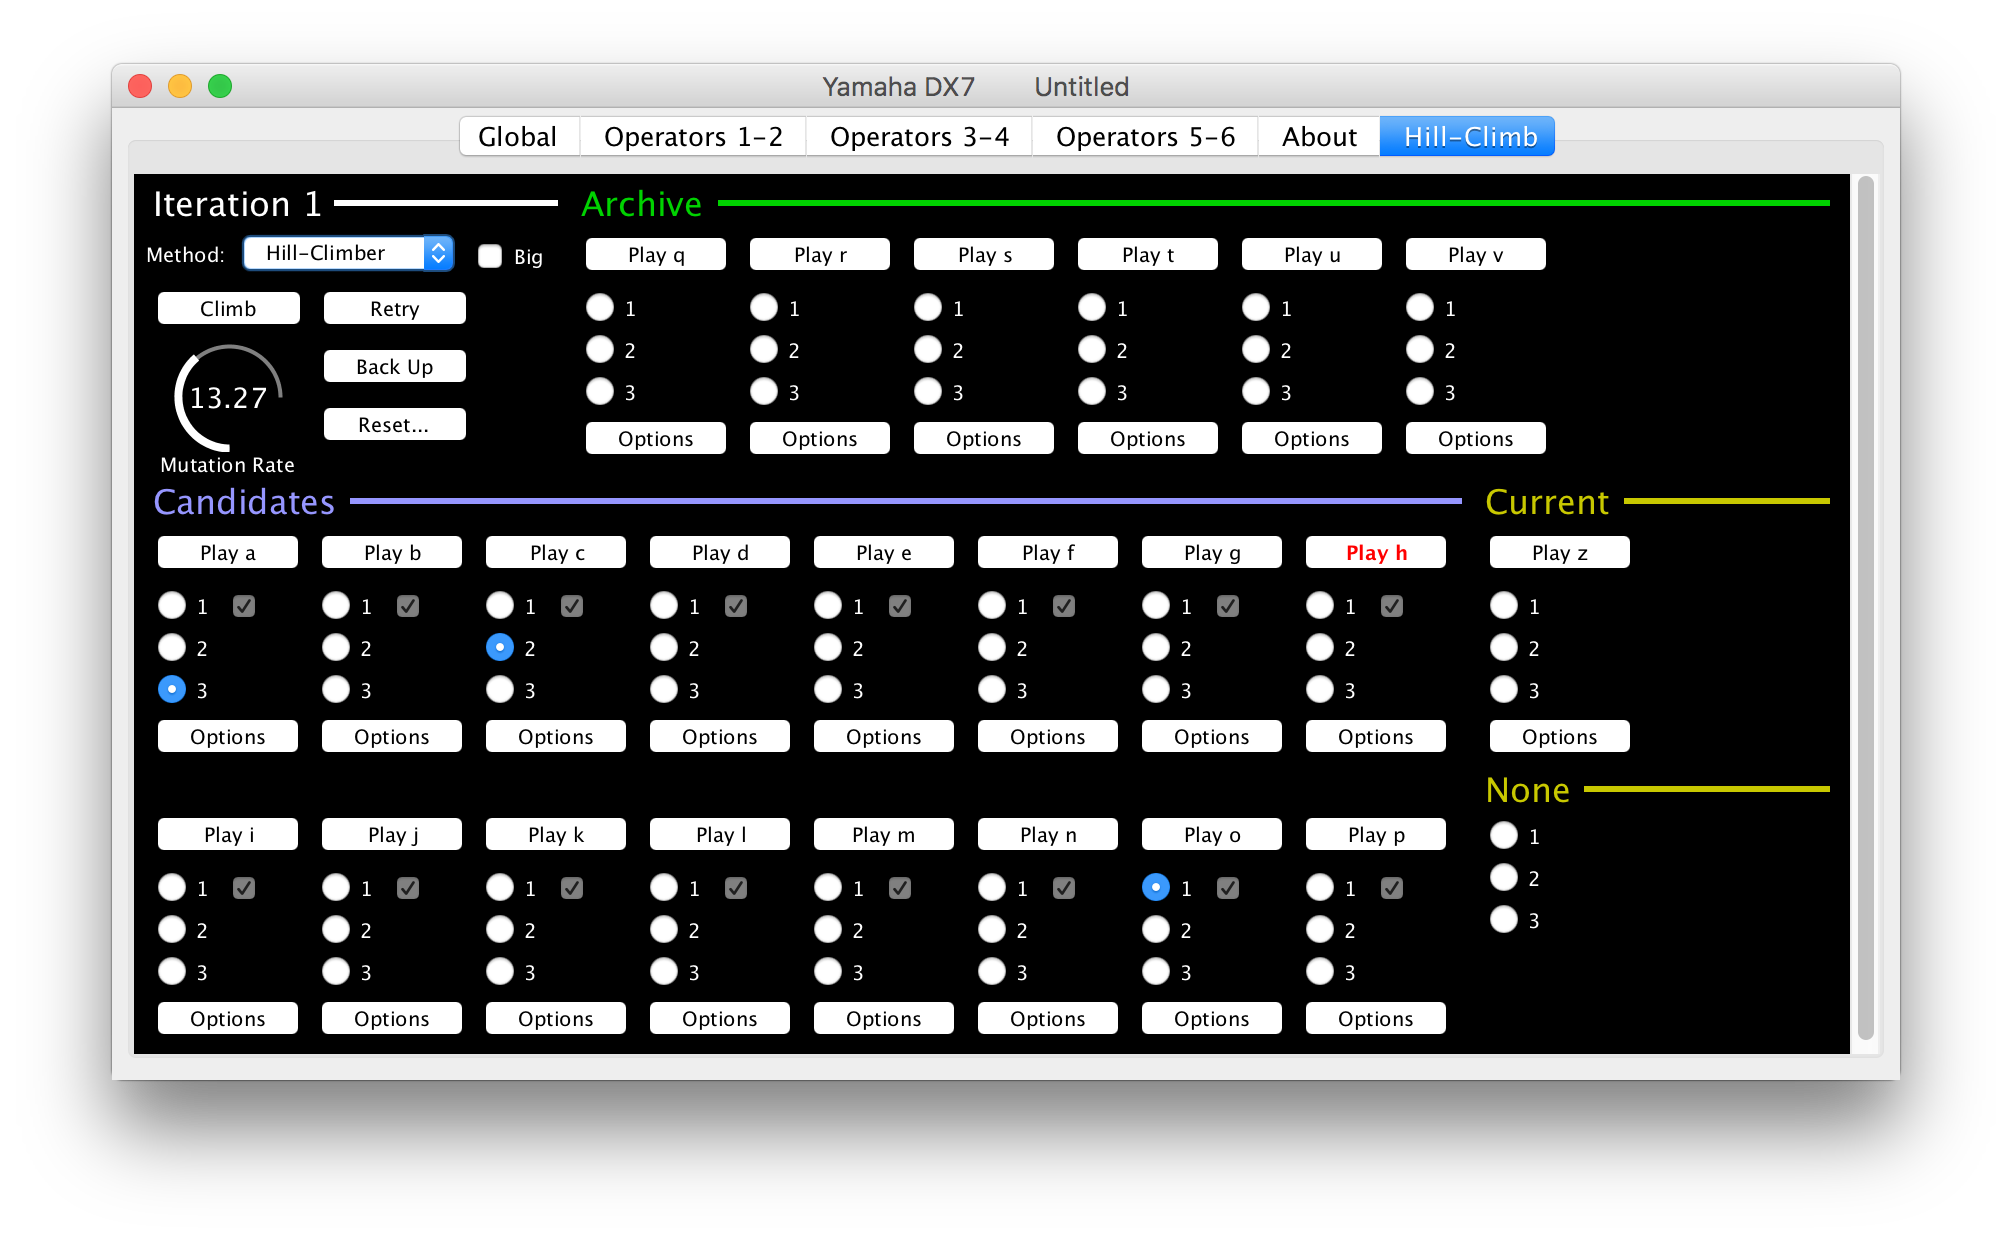 Yamaha DX7 Untitled
Global Operators 1-2 Operators 3-4 Operators 5-6 About Hill-Climb
Iteration 1 Archive
Method: Hill-Climber Big Play q Play r Play s Play t Play u Play v
Climb Retry 1 1 1 1 1 1
2 2 2 2 2 2
Back Up
13.27 3 3 3 3 3 3
Reset... Options Options Options Options Options Options
Mutation Rate
Candidates Current
Play a Play b Play c Play d Play e Play f Play g Play h Play z
1 1 1 1 1 1 1 1 1
2 2 2 2 2 2 2 2 2
3 3 3 3 3 3 3 3 3
Options Options Options Options Options Options Options Options Options
None
Play i Play j Play k Play l Play m Play n Play o Play p 1
1 1 1 1 1 1 1 1 2
2 2 2 2 2 2 2 2 3
3 3 3 3 3 3 3 3
Options Options Options Options Options Options Options Options